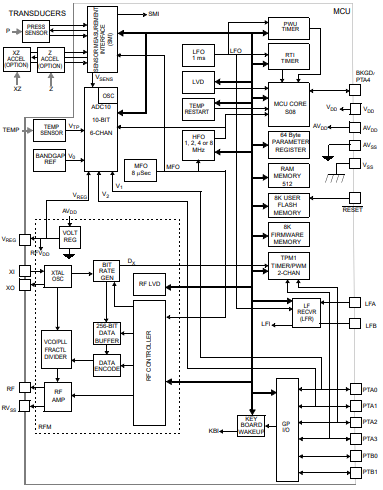 TRANSDUCERS
MCU
P
PRESS
SENSOR
XZ
ACCEL
(OPTION)
Z
ACCEL
(OPTION)
XZ
Z
SENSOR MEASUREMENT
INTERFACE
(SMI)
SMI
VSENS
OSC
ADC10
10-BIT
6-CHAN
TEMP
TEMP
SENSOR
VTP
BANDGAP
REF
V0
LFO
1 ms
LFO
LVD
TEMP
RESTART
HFO
1, 2, 4 or 8
MHz
MFO
8 µSec
MFO
V1
V2
VREG
PWU
TIMER
RTI
TIMER
MCU CORE
S08
64 Byte
PARAMETER
REGISTER
RAM
MEMORY
512
8K USER
FLASH
MEMORY
8K
FIRMWARE
MEMORY
TPM1
TIMER/PWM
2-CHAN
BKGD/
PTA4
VDD
VDD
AVDD
AVDD
AVSS
VSS
RESET
AVDD
VREG
VOLT
REG
RFVDD
XI
XO
XTAL
OSC
BIT
RATE
GEN
DX
RF LVD
256-BIT
DATA
BUFFER
DATA
ENCODE
VCO/PLL
FRACTL
DIVIDER
RF
AMP
RF
RVSS
RF CONTROLLER
RFM
LFI
LF
RECVR
(LFR)
LFA
LFB
KBI
KEY
BOARD
WAKEUP
GP
I/O
PTA0
PTA1
PTA2
PTA3
PTB0
PTB1